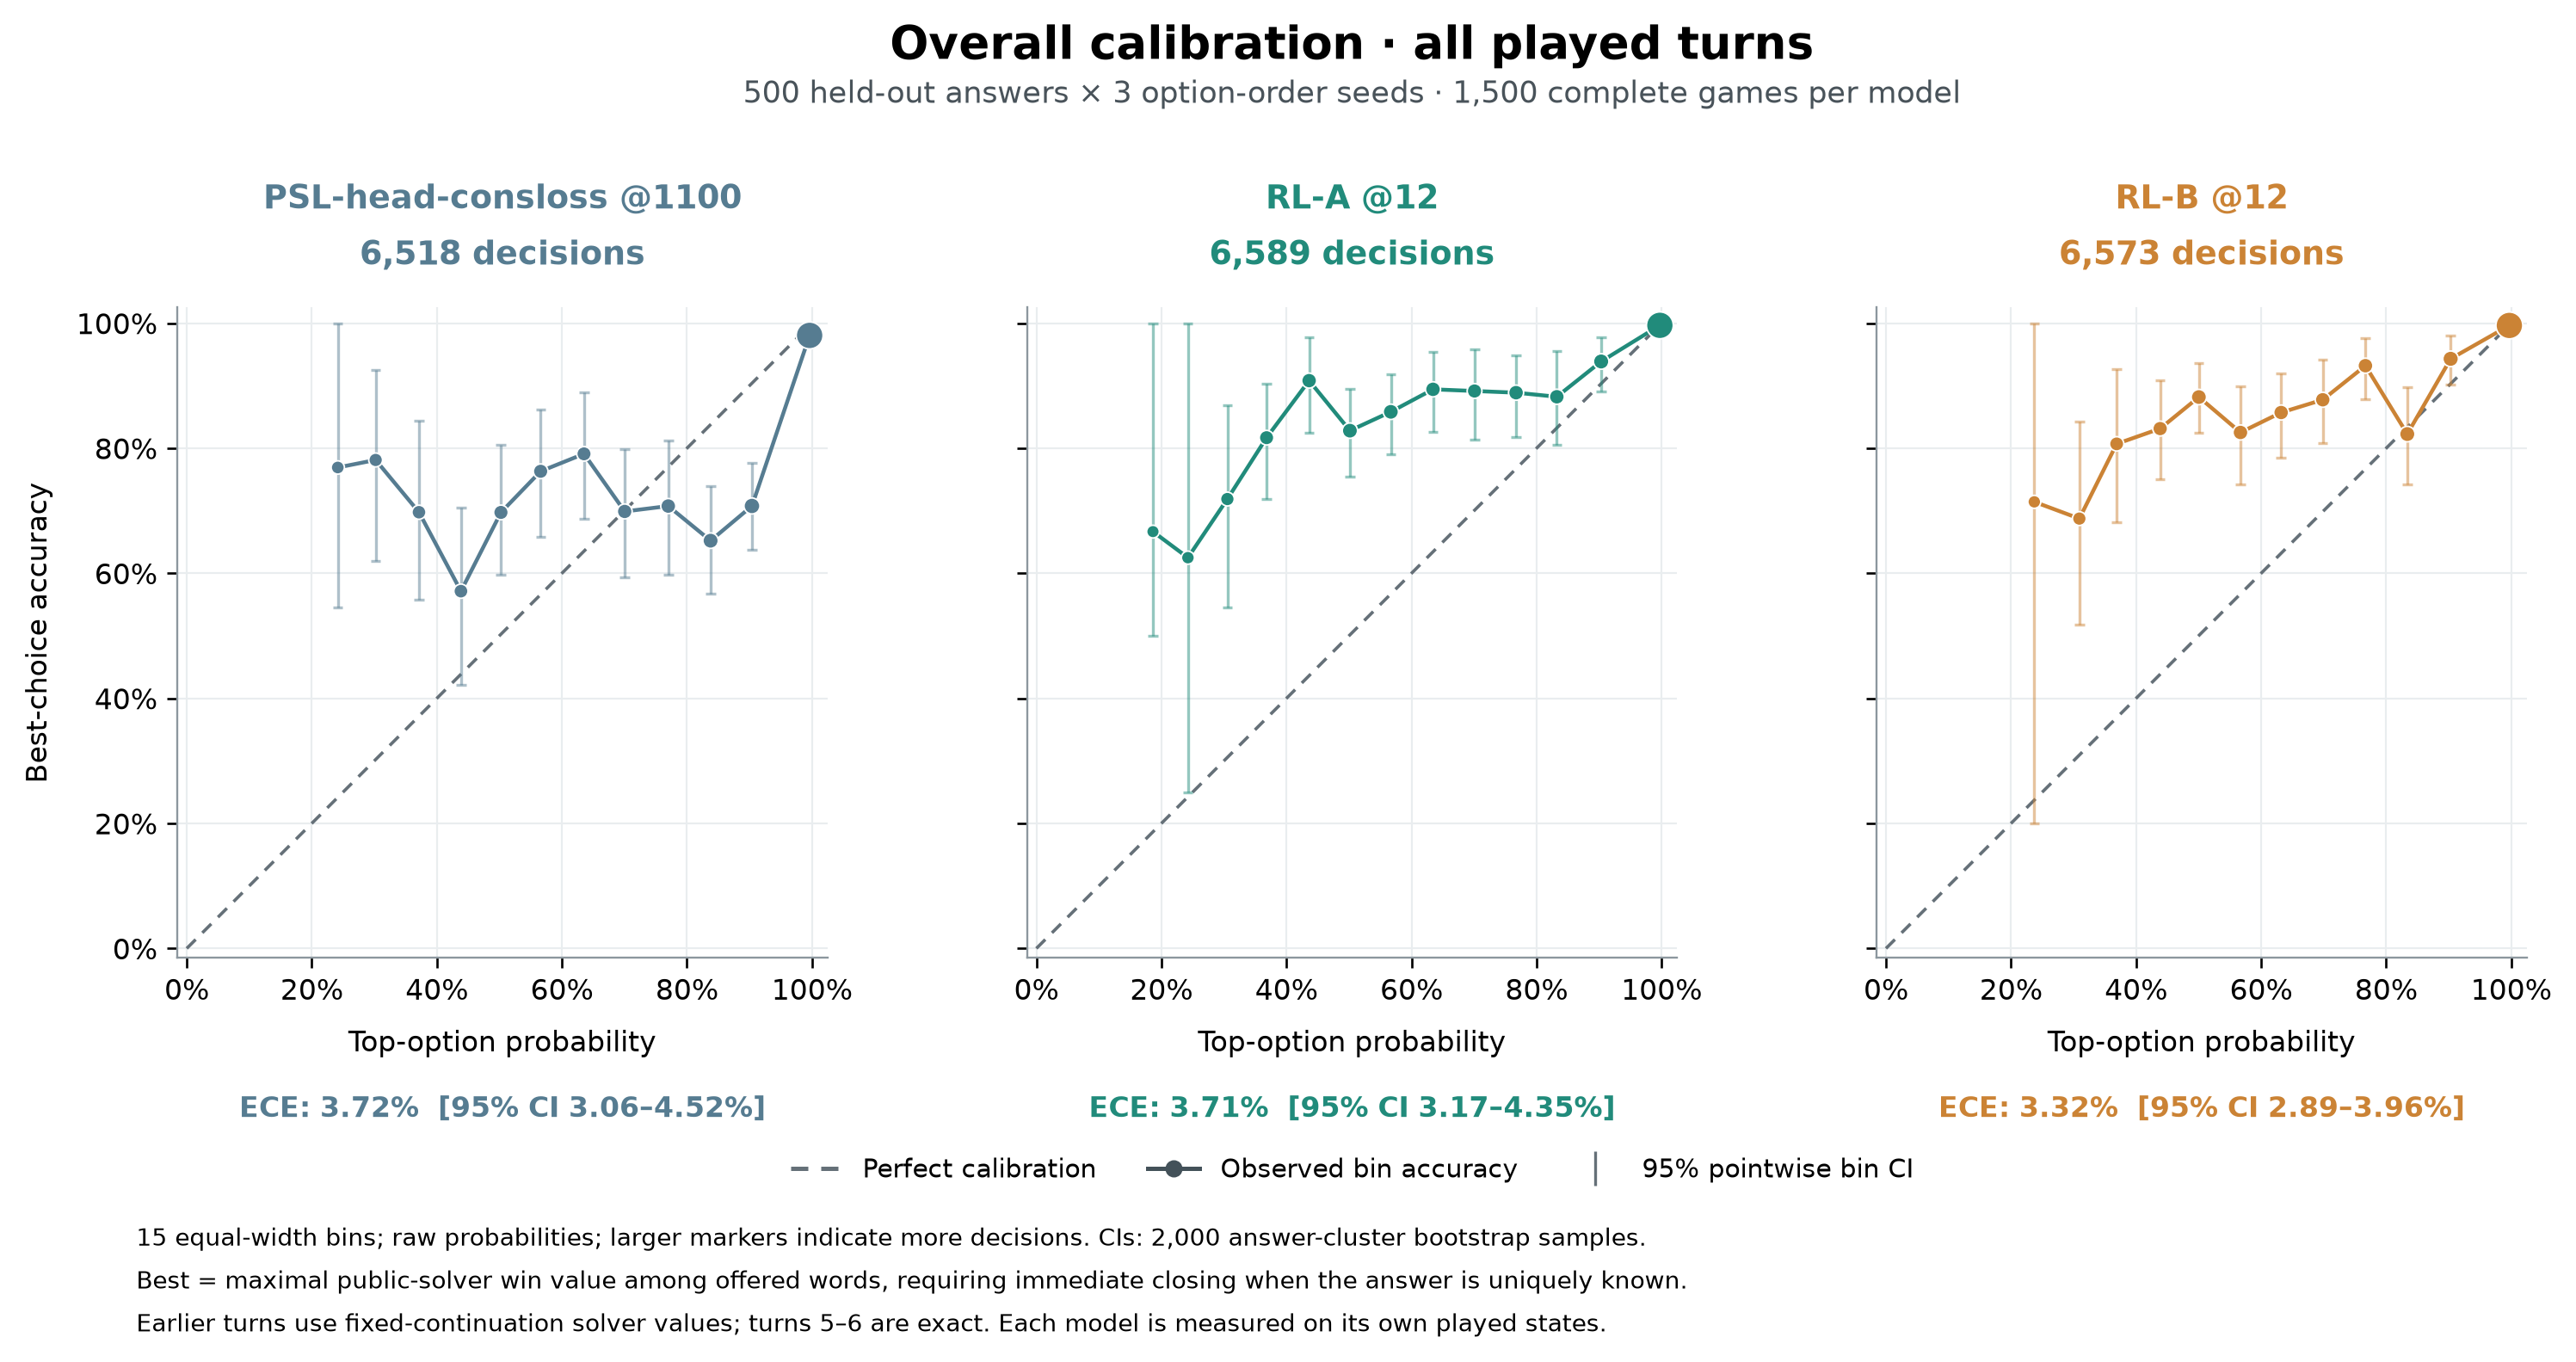 Overall calibration · all played turns
500 held-out answers × 3 option-order seeds · 1,500 complete games per model
PSL-head-consloss @1100
6,518 decisions
RL-A @12
6,589 decisions
RL-B @12
6,573 decisions
Best-choice accuracy
100%
80%
60%
40%
20%
0%
0% 20% 40% 60% 80% 100%
0% 20% 40% 60% 80% 100%
0% 20% 40% 60% 80% 100%
Top-option probability
Top-option probability
Top-option probability
ECE: 3.72% [95% CI 3.06–4.52%]
ECE: 3.71% [95% CI 3.17–4.35%]
ECE: 3.32% [95% CI 2.89–3.96%]
Perfect calibration Observed bin accuracy 95% pointwise bin CI
15 equal-width bins; raw probabilities; larger markers indicate more decisions. CIs: 2,000 answer-cluster bootstrap samples.
Best = maximal public-solver win value among offered words, requiring immediate closing when the answer is uniquely known.
Earlier turns use fixed-continuation solver values; turns 5–6 are exact. Each model is measured on its own played states.